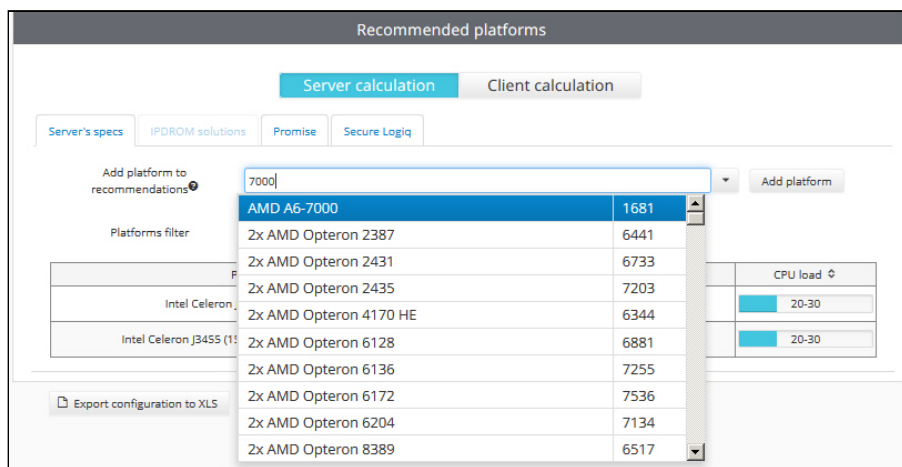 Recommended platforms
Server calculation Client calculation
Server's specs IPDROM solutions Promise Secure Logiq
Add platform to
recommendations? 7000 Add platform
AMD A6-7000 1681
Platforms filter 2x AMD Opteron 2387 6441
2x AMD Opteron 2431 6733
P 2x AMD Opteron 2435 7203 CPU load
Intel Celeron J 2x AMD Opteron 4170 HE 6344 20-30
2x AMD Opteron 6128 6881
Intel Celeron J3455 (15 2x AMD Opteron 6136 7255 20-30
2x AMD Opteron 6172 7536
Export configuration to XLS 2x AMD Opteron 6204 7134
2x AMD Opteron 8389 6517